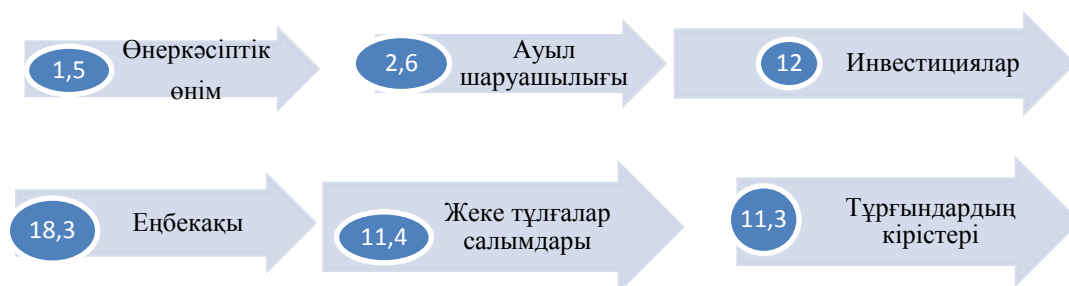 1,5
Өнеркәсіптік
өнім
2,6
Ауыл
шаруашылығы
12
Инвестициялар
18,3
Еңбекақы
11,4
Жеке тұлғалар
салымдары
11,3
Тұрғындардың
кірістері